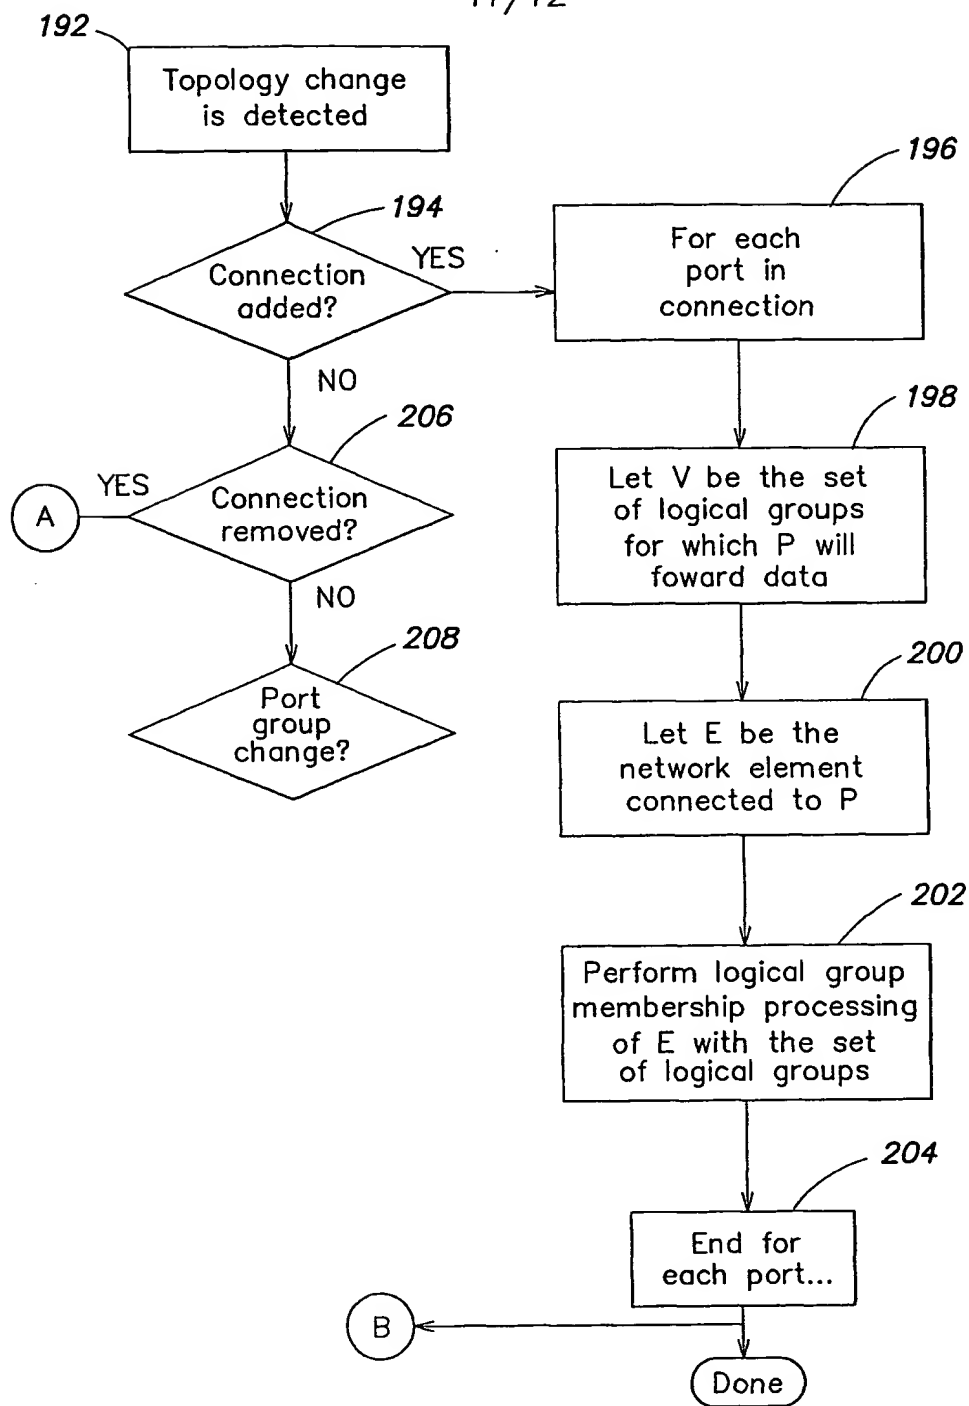 192
Topology change
is detected
194
Connection
added?
YES
NO
196
For each
port in
connection
198
Let V be the set
of logical groups
for which P will
foward data
200
Let E be the
network element
connected to P
202
Perform logical group
membership processing
of E with the set
of logical groups
204
End for
each port...
B
Done
206
YES
A
Connection
removed?
NO
208
Port
group
change?